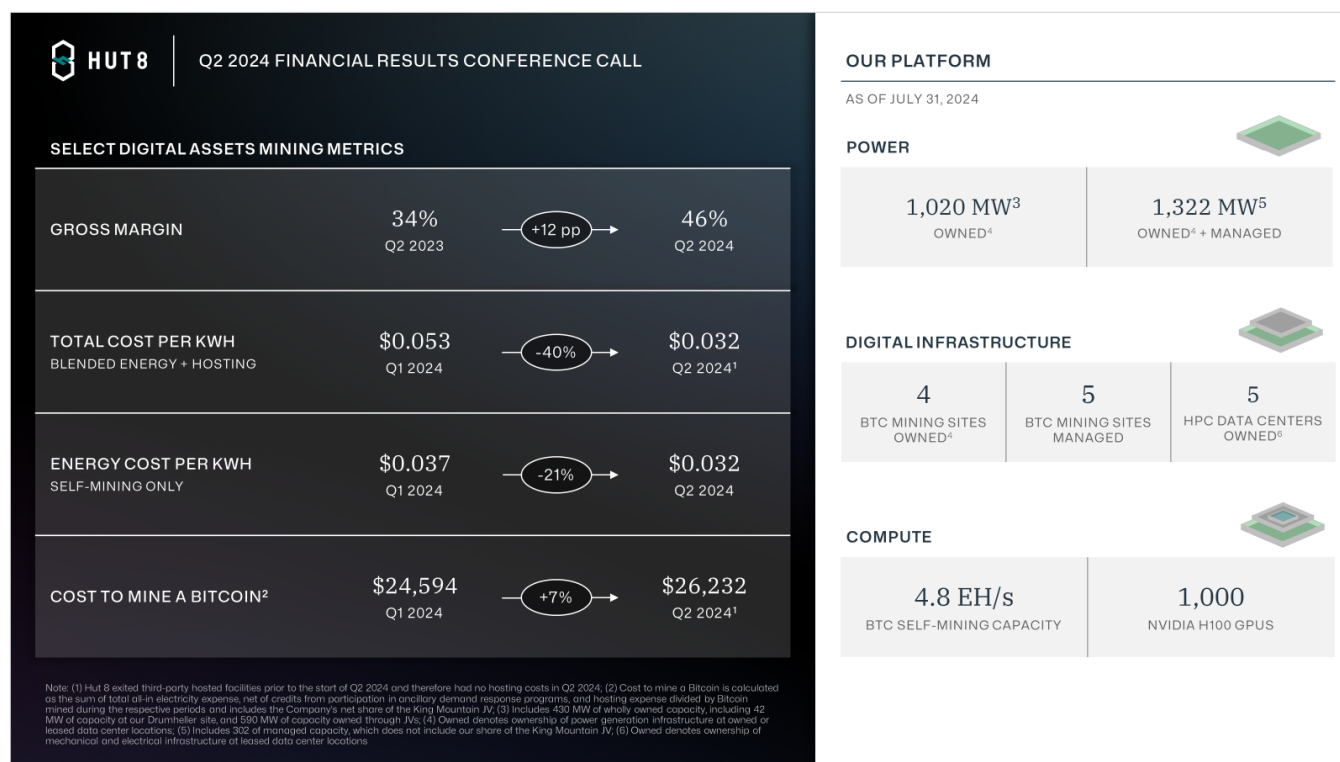 HUT 8
Q2 2024 FINANCIAL RESULTS CONFERENCE CALL
SELECT DIGITAL ASSETS MINING METRICS
GROSS MARGIN
34%
Q2 2023
+12 pp
46%
Q2 2024
TOTAL COST PER KWH
BLENDED ENERGY + HOSTING
$0.053
Q1 2024
-40%
$0.032
Q2 2024¹
ENERGY COST PER KWH
SELF-MINING ONLY
$0.037
Q1 2024
-21%
$0.032
Q2 2024
COST TO MINE A BITCOIN²
$24,594
Q1 2024
+7%
$26,232
Q2 2024¹
Note: (1) Hut 8 exited third-party hosted facilities prior to the start of Q2 2024 and therefore had no hosting costs in Q2 2024; (2) Cost to mine a Bitcoin is calculated
as the sum of total all-in electricity expense, net of credits from participation in ancillary demand response programs, and hosting expense divided by Bitcoin
mined during the respective periods and includes the Company's net share of the King Mountain JV; (3) Includes 430 MW of wholly owned capacity, including 42
MW of capacity at our Drumheller site, and 590 MW of capacity owned through JVs; (4) Owned denotes ownership of power generation infrastructure at owned or
leased data center locations; (5) Includes 302 of managed capacity, which does not include our share of the King Mountain JV; (6) Owned denotes ownership of
mechanical and electrical infrastructure at leased data center locations
OUR PLATFORM
AS OF JULY 31, 2024
POWER
1,020 MW³
OWNED⁴
1,322 MW⁵
OWNED⁴ + MANAGED
DIGITAL INFRASTRUCTURE
4
BTC MINING SITES
OWNED⁴
5
BTC MINING SITES
MANAGED
5
HPC DATA CENTERS
OWNED⁶
COMPUTE
4.8 EH/s
BTC SELF-MINING CAPACITY
1,000
NVIDIA H100 GPUS